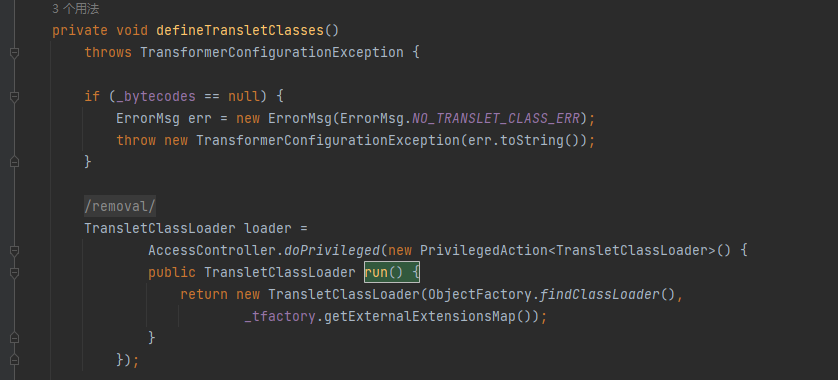 3 个用法
private void defineTransletClasses()
throws TransformerConfigurationException {
if (_bytecodes == null) {
ErrorMsg err = new ErrorMsg(ErrorMsg.NO_TRANSLET_CLASS_ERR);
throw new TransformerConfigurationException(err.toString());
}
/removal/
TransletClassLoader loader =
AccessController.doPrivileged(new PrivilegedAction<TransletClassLoader>() {
public TransletClassLoader run() {
return new TransletClassLoader(ObjectFactory.findClassLoader(),
_tfactory.getExternalExtensionsMap());
}
});